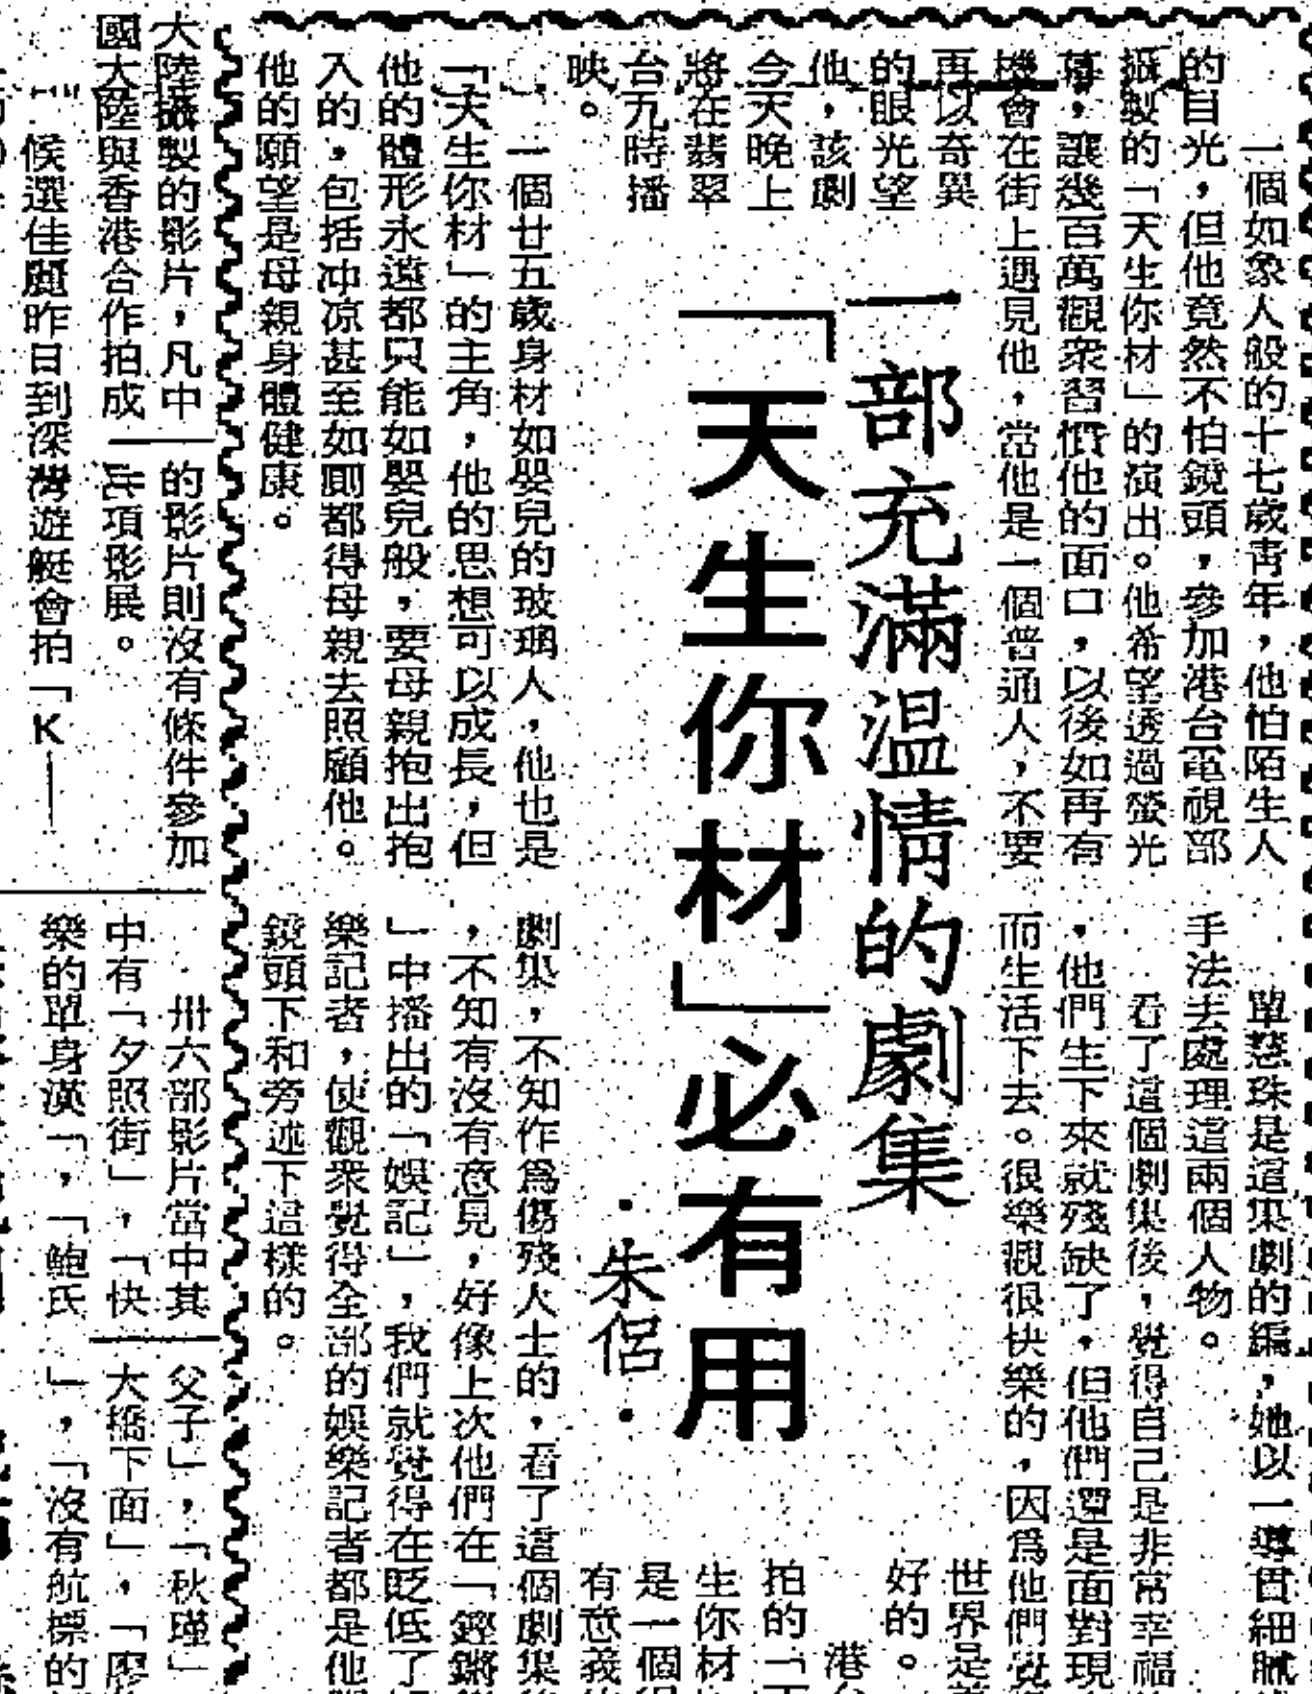 一部充滿温情的劇集
「天生你材」必有用
·朱侶·
一個如象人般的十七歲靑年，他怕陌生人
的目光，但他竟然不怕鏡頭，參加港台電視部
攝製的「天生你材」的演出。他希望透過螢光
幕，讓幾百萬觀衆習慣他的面口，以後如再有
機會在街上遇見他，當他是一個普通人，不要
再以奇異
的眼光望
他，該劇
今天晚上
將在翡翠
台九時播
映。
一個廿五歲身材如嬰兒的玻璃人，他也是
「天生你材」的主角，他的思想可以成長，但
他的體形永遠都只能如嬰兒般，要母親抱出抱
入的，包括冲凉甚至如厠都得母親去照顧他。
他的願望是母親身體健康。
單慧珠是這集劇的編，她以一導貫細膩
手法去處理這兩個人物。
看了這個劇集後，覺得自己是非常幸福
，他們生下來就殘缺了，但他們還是面對現
而生活下去。很樂觀很快樂的，因爲他們覺
世界是
好的。
港
拍的「
生你材
是一個
有意義
劇集，不知作爲傷殘人士的，看了這個劇集
，不知有沒有意見，好像上次他們在「鏗鏘
」中播出的「娛記」，我們就覺得在貶低了
樂記者，使觀衆覺得全部的娛樂記者都是他
鏡頭下和旁述下這樣的。
大陸攝製的影片，凡中
國大陸與香港合作拍成
的影片則沒有條件參加
項影展。
候選佳麗昨日到深灣遊艇會拍「K——
卅六部影片當中其
中有「夕照街」，「快
樂的單身漢「，「鮑氏
父子」，「秋瑾」
大橋下面」，「廖
」，「沒有航標的